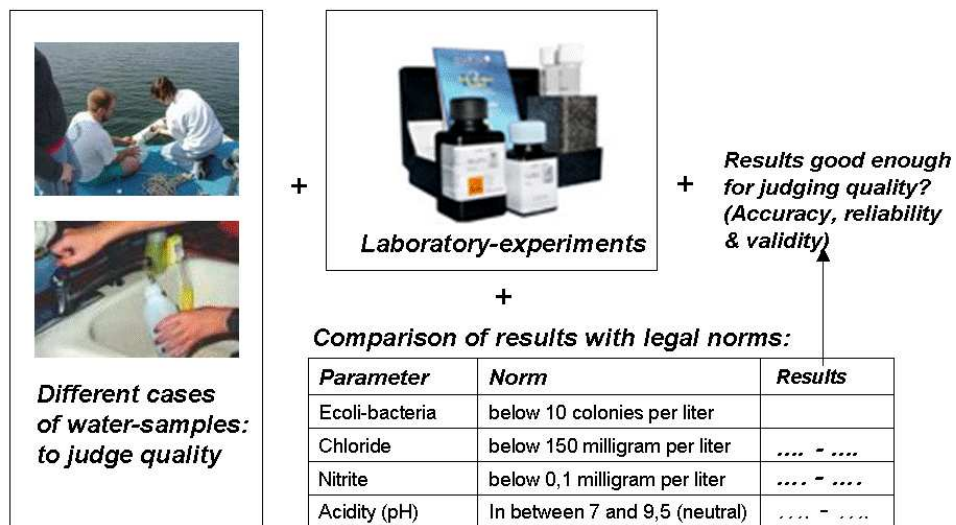 Different cases
of water-samples:
to judge quality
+
Laboratory-experiments
+
Results good enough
for judging quality?
(Accuracy, reliability
& validity)
+
Comparison of results with legal norms:
Parameter Norm Results
Ecoli-bacteria below 10 colonies per liter
Chloride below 150 milligram per liter .... - ....
Nitrite below 0,1 milligram per liter .... - ....
Acidity (pH) In between 7 and 9,5 (neutral) .... - ....